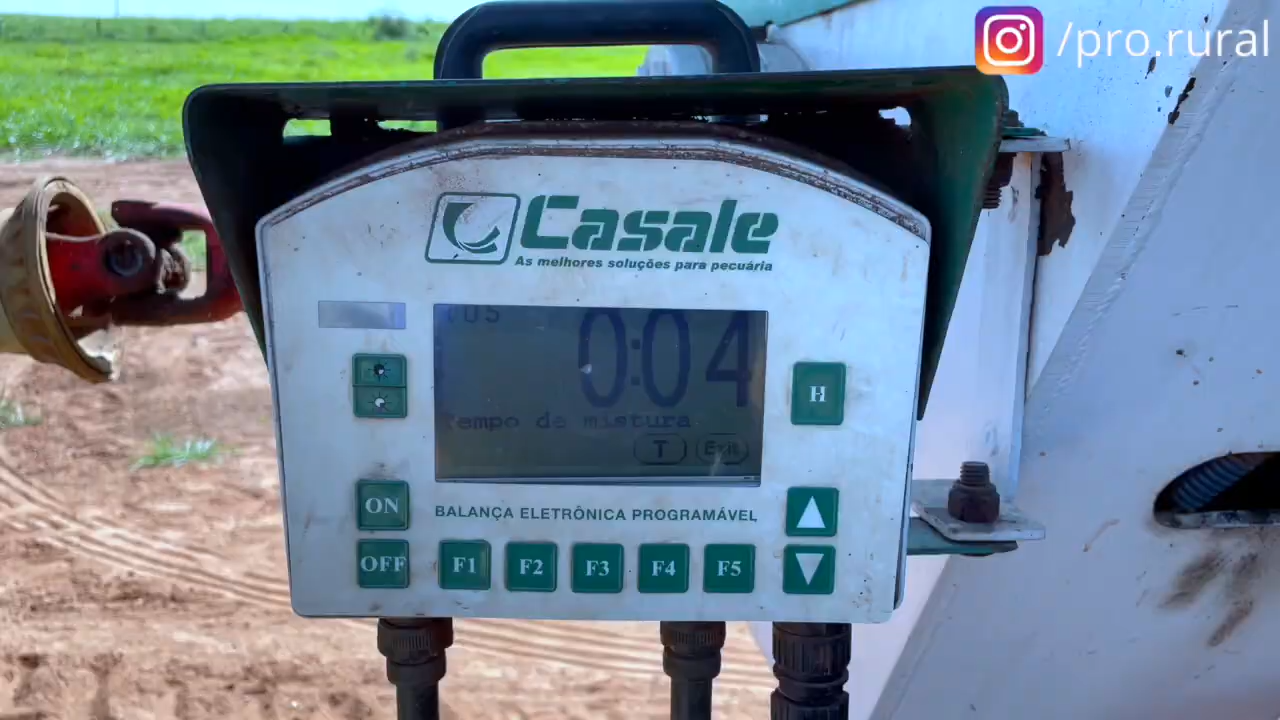 /pro.rural
Casale
As melhores soluções para pecuária
0:04
Tempo de mistura
T Exit
H
ON
BALANÇA ELETRÔNICA PROGRAMÁVEL
OFF F1 F2 F3 F4 F5